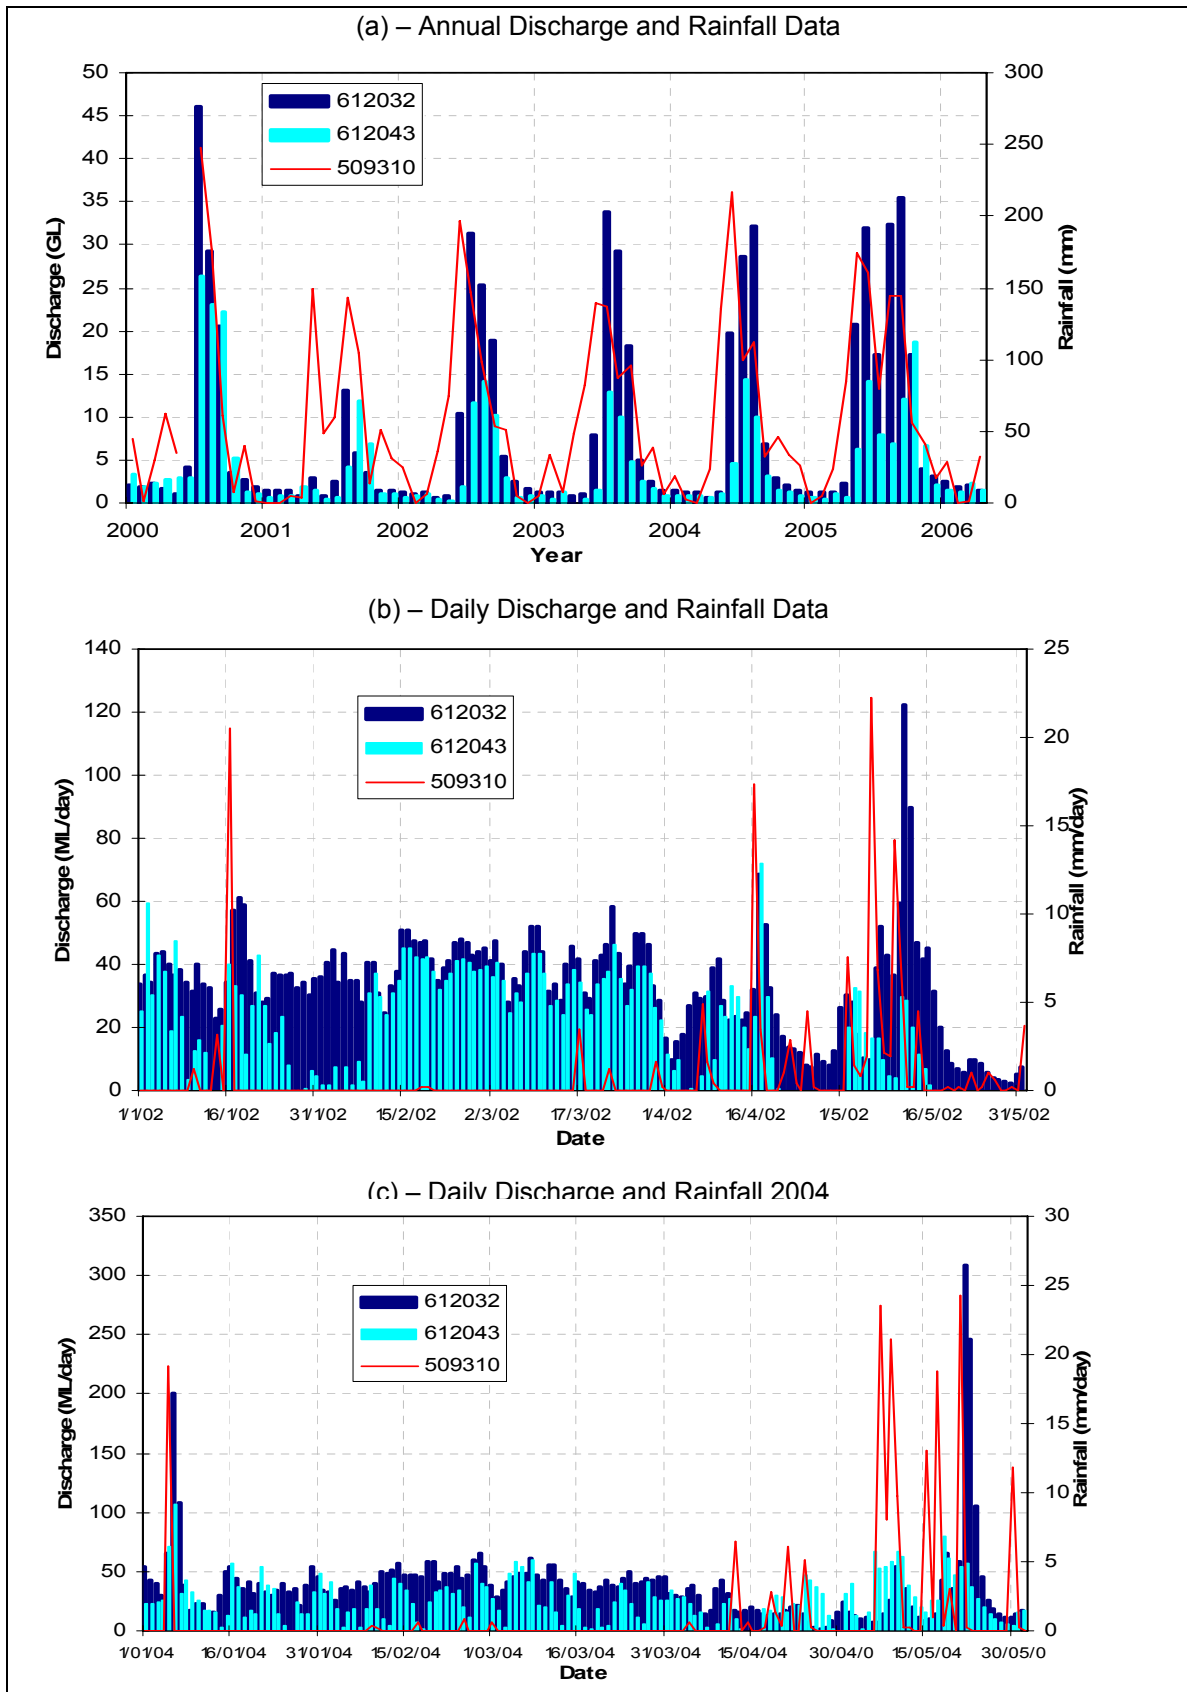 (a) – Annual Discharge and Rainfall Data
50 300
45
40 250
35
30 200
25 150
20
15 100
10 50
5
0 0
Discharge (GL)
Rainfall (mm)
612032
612043
509310
2000 2001 2002 2003 2004 2005 2006
Year
(b) – Daily Discharge and Rainfall Data
140 25
120 20
100
80 15
60 10
40
20 5
0 0
Discharge (ML/day)
Rainfall (mm/day)
612032
612043
509310
1/1/02 16/1/02 31/1/02 15/2/02 2/3/02 17/3/02 1/4/02 16/4/02 1/5/02 16/5/02 31/5/02
Date
(c) – Daily Discharge and Rainfall 2004
350 30
300 25
250 20
200
150 15
100 10
50 5
0 0
Discharge (ML/day)
Rainfall (mm/day)
612032
612043
509310
1/01/04 16/01/04 31/01/04 15/02/04 1/03/04 16/03/04 31/03/04 15/04/04 30/04/04 15/05/04 30/05/0
Date